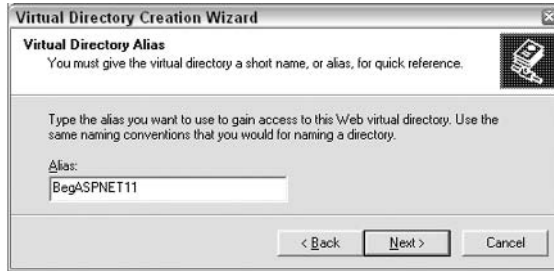 Virtual Directory Creation Wizard
Virtual Directory Alias
You must give the virtual directory a short name, or alias, for quick reference.
Type the alias you want to use to gain access to this Web virtual directory. Use the
same naming conventions that you would for naming a directory.
Alias:
BegASPNET11
< Back Next > Cancel